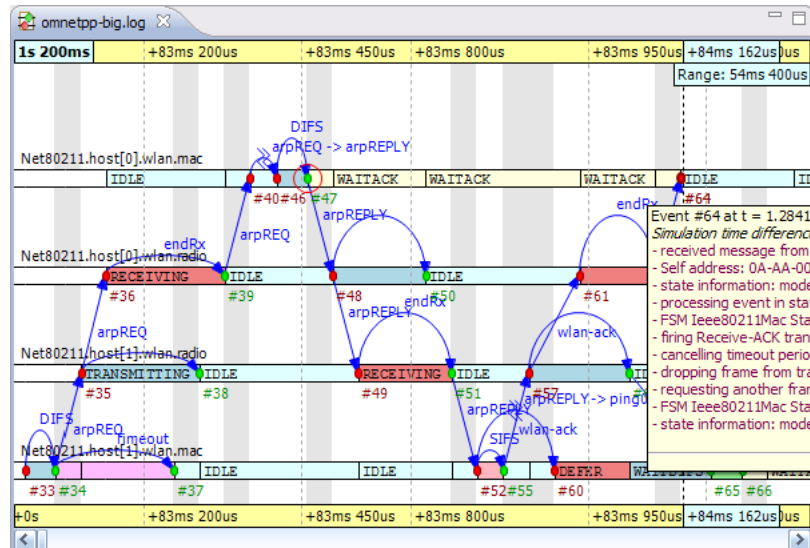 omnetpp-big.log
1s 200ms +83ms 200us +83ms 450us +83ms 800us +83ms 950us +84ms 162us
Range: 54ms 400us
DIFS
arpREQ -> arpREPLY
Net80211.host[0].wlan.mac
IDLE WAITACK WAITACK WAITACK IDLE
#40 #46 #47 #64
arpREQ endRx arpREPLY endRx
Net80211.host[0].wlan.radio
RECEIVING IDLE IDLE
#36 #39 #48 #50 #61
arpREQ arpREPLY endRx wlan-ack
Net80211.host[1].wlan.radio
TRANSMITTING IDLE RECEIVING IDLE
#35 #38 #49 #51 #57
DIFS arpREQ timeout arpREPLY arpREPLY-> ping
SIFS wlan-ack
Net80211.host[1].wlan.mac
IDLE IDLE DEFER
#33 #34 #37 #52 #55 #60 #65 #66
+0s +83ms 200us +83ms 450us +83ms 800us +83ms 950us +84ms 162us
Event #64 at t = 1.2841
Simulation time differenc
- received message from
- Self address: 0A-AA-00
- state information: mode
- processing event in sta
- FSM Ieee80211Mac Sta
- firing Receive-ACK tran
- cancelling timeout perio
- dropping frame from tra
- requesting another fran
- FSM Ieee80211Mac Sta
- state information: mode